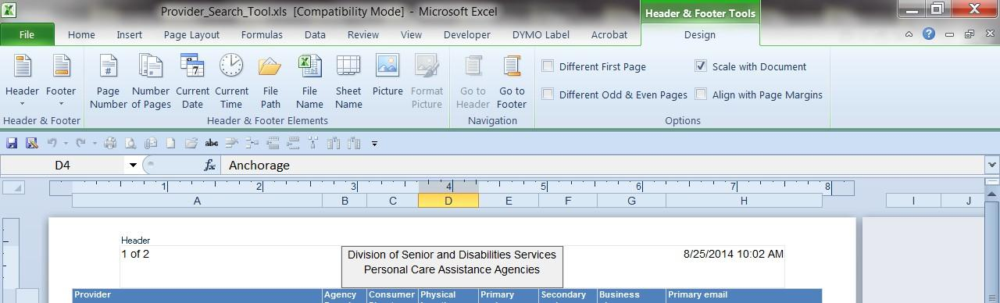 Provider_Search_Tool.xls [Compatibility Mode] - Microsoft Excel
Header & Footer Tools
File Home Insert Page Layout Formulas Data Review View Developer DYMO Label Acrobat Design
Header Footer Page Number Number of Pages Current Date Current Time File Path File Name Sheet Name Picture Format Picture Go to Header Go to Footer
Different First Page Scale with Document
Different Odd & Even Pages Align with Page Margins
Header & Footer Header & Footer Elements Navigation Options
abc
D4 fx Anchorage
1 2 3 4 5 6 7 8
A B C D E F G H I J
Header
1 of 2 Division of Senior and Disabilities Services 8/25/2014 10:02 AM
Personal Care Assistance Agencies
Provider Agency Consumer Physical Primary Secondary Business Primary email